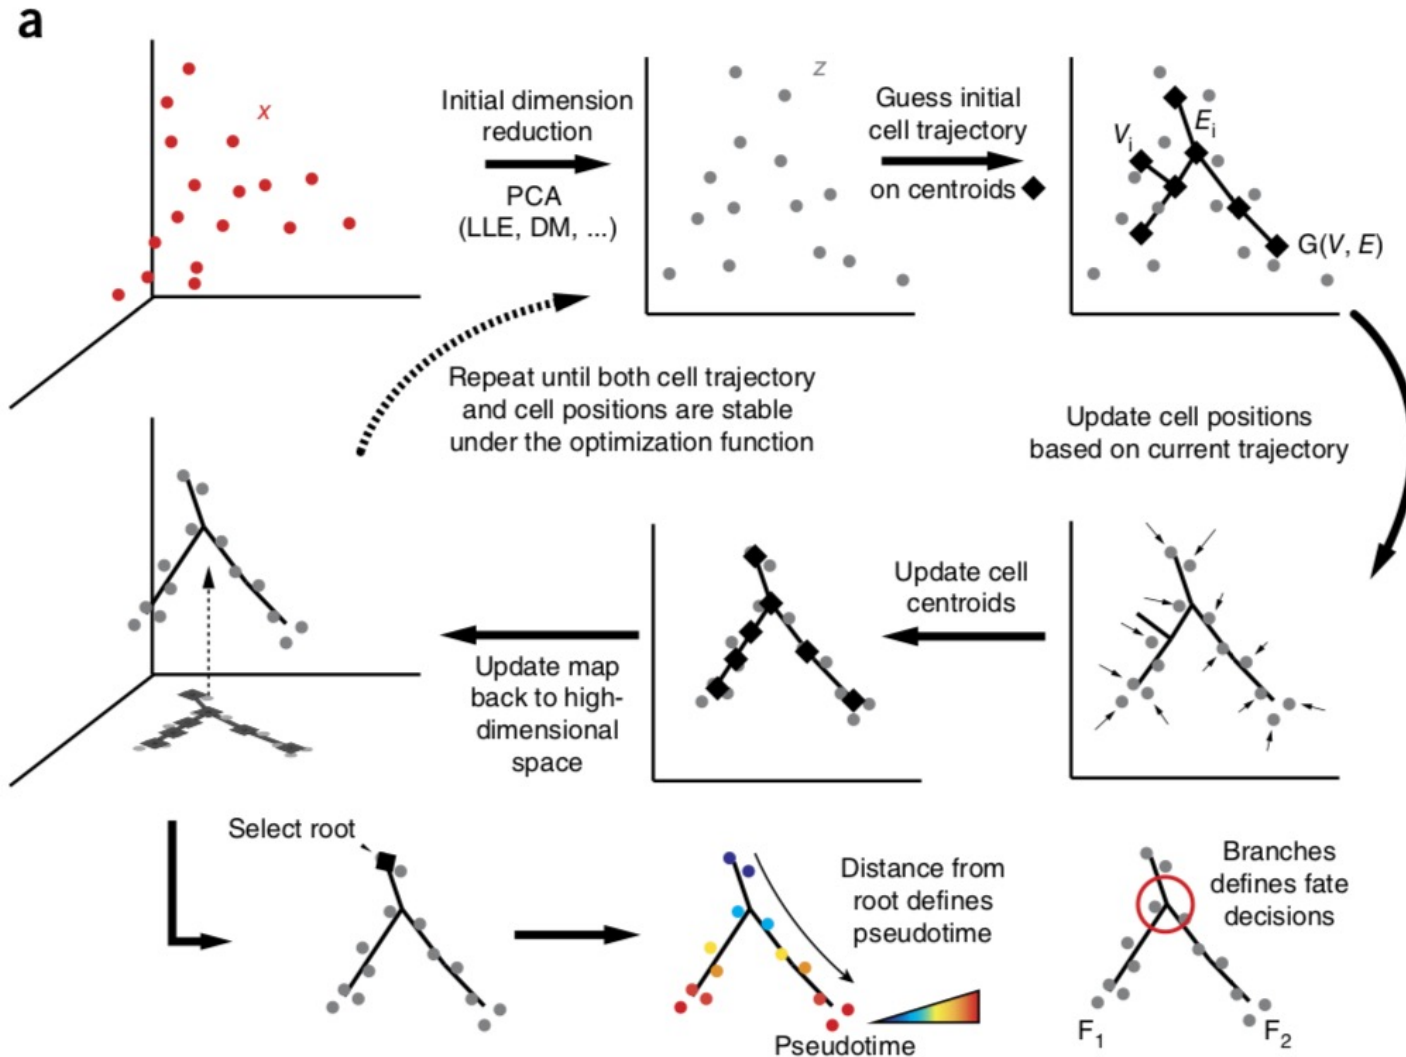 a
x
Initial dimension
reduction
PCA
(LLE, DM, ...)
z
Guess initial
cell trajectory
on centroids
V_i
E_i
G(V, E)
Repeat until both cell trajectory
and cell positions are stable
under the optimization function
Update cell positions
based on current trajectory
Update cell
centroids
Update map
back to high-
dimensional
space
Select root
Distance from
root defines
pseudotime
Pseudotime
Branches
defines fate
decisions
F_1
F_2